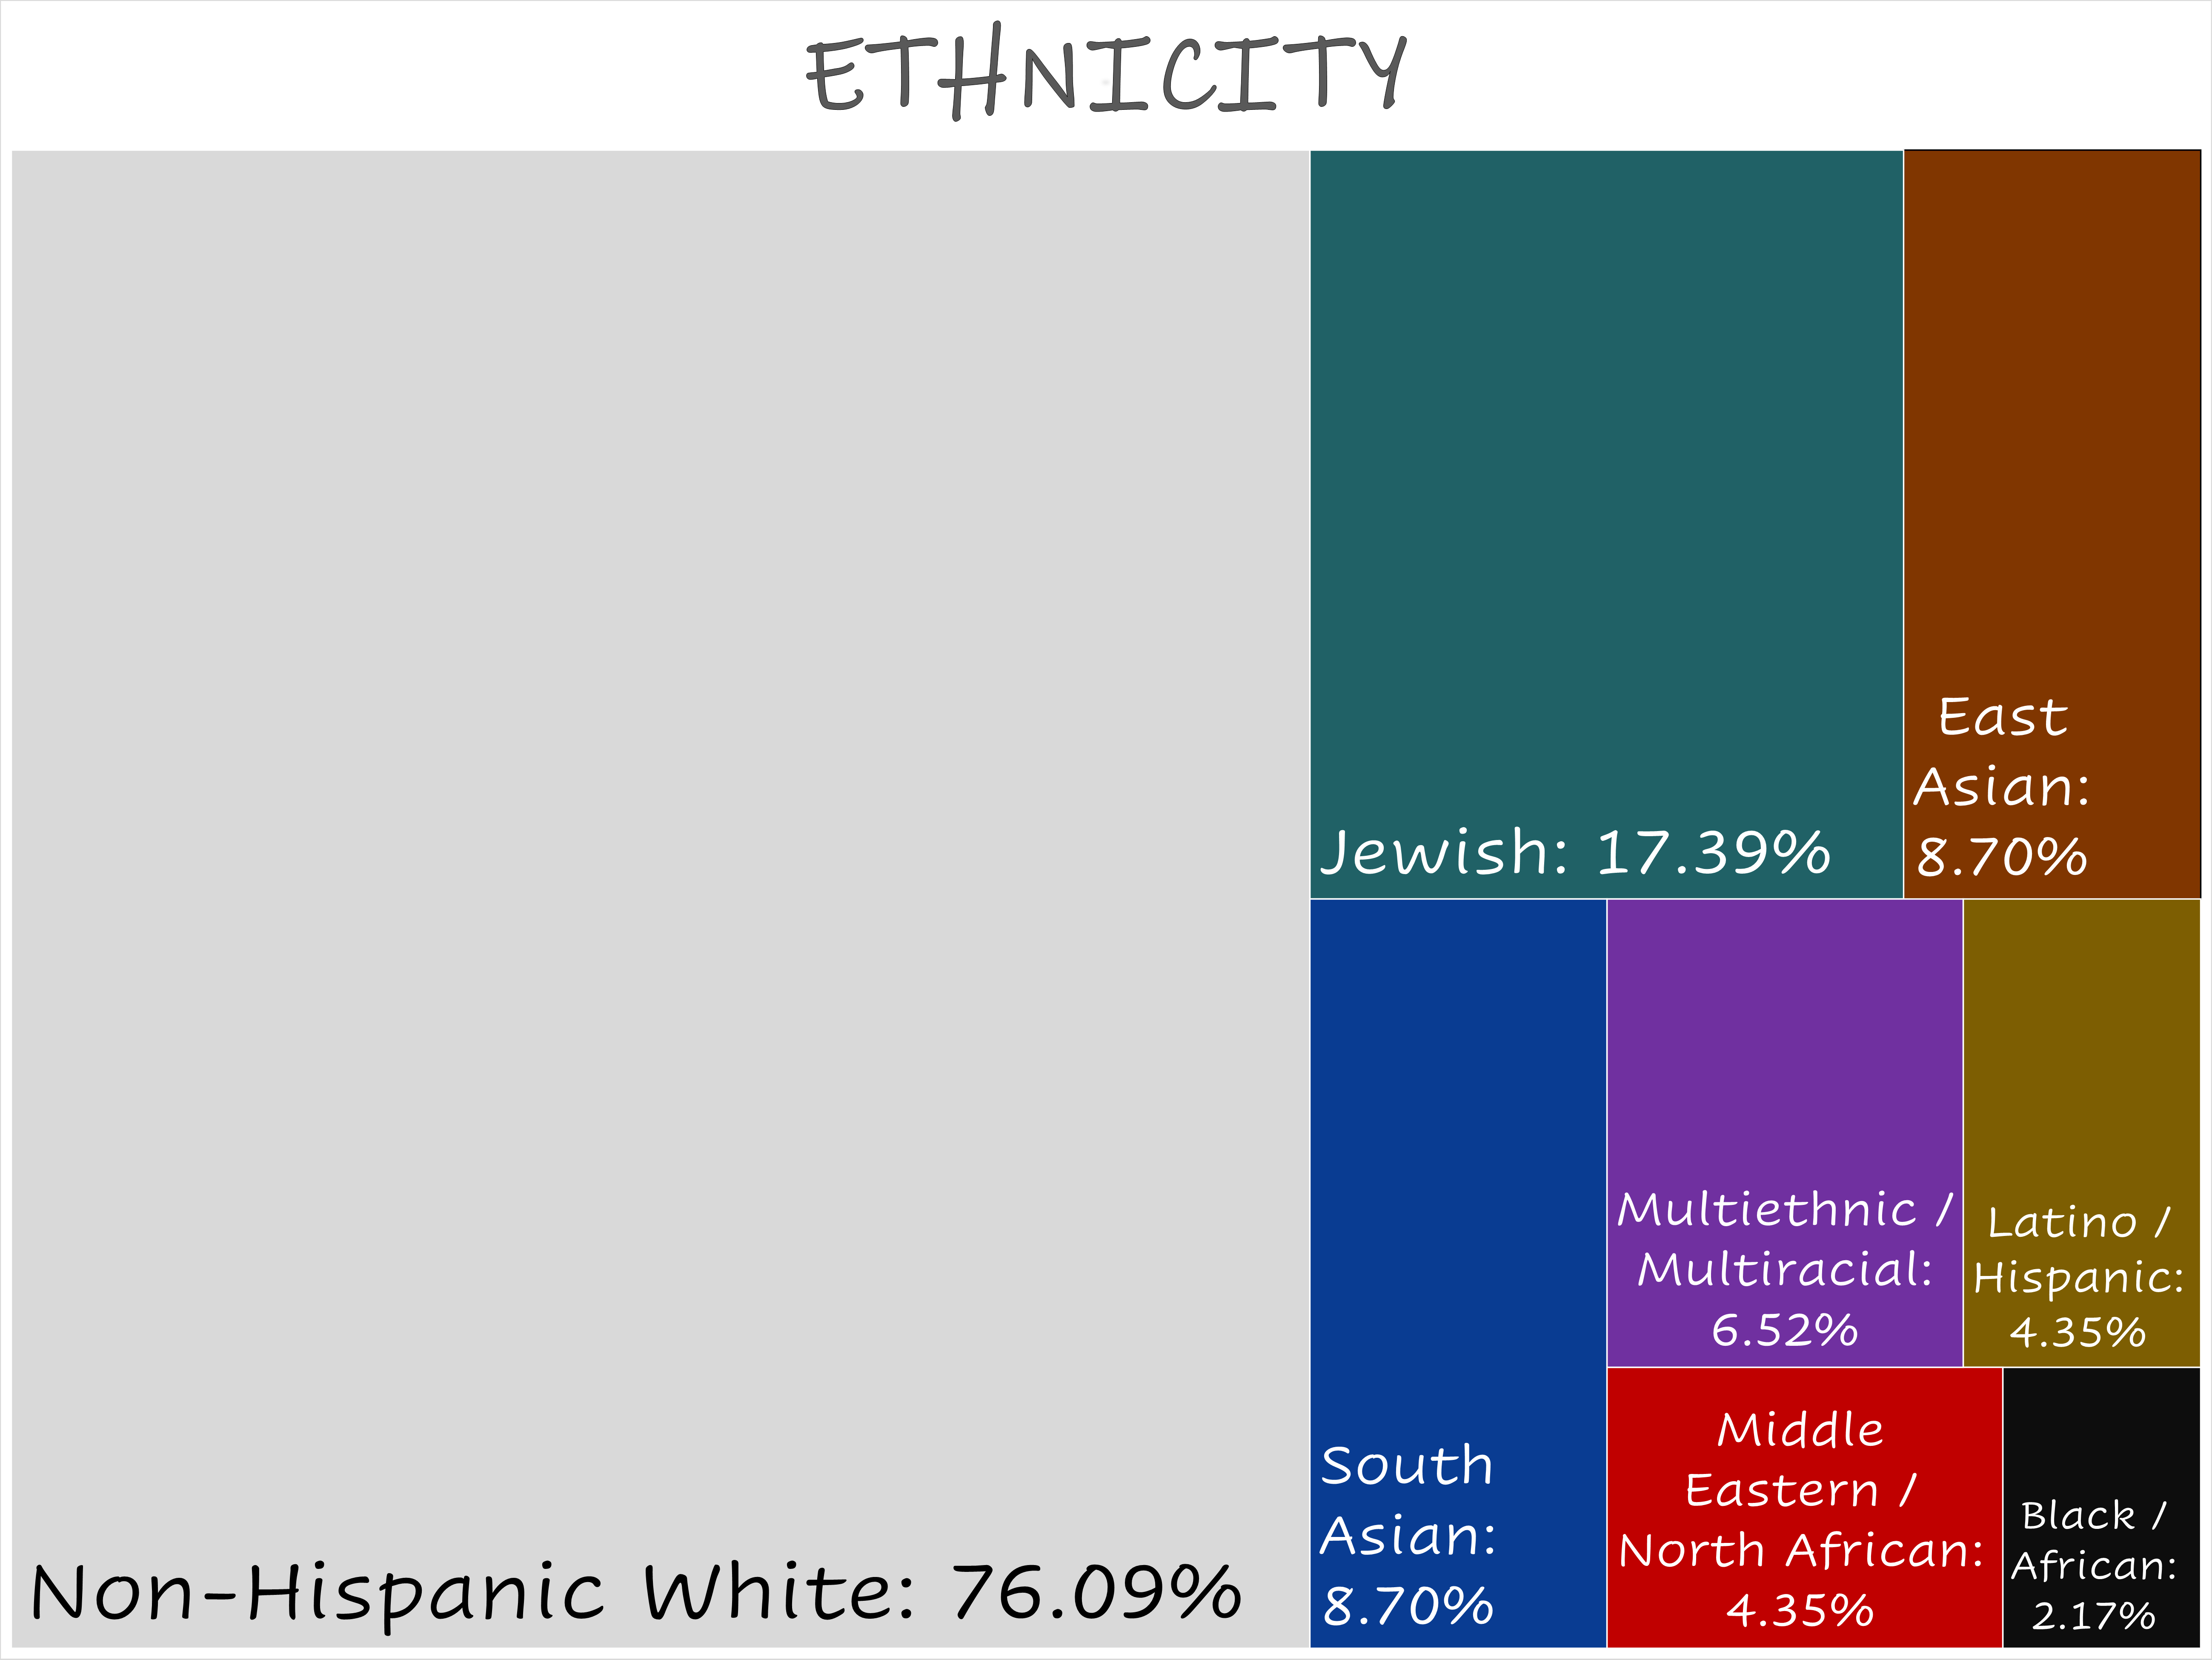 ETHNICITY
Non-Hispanic White: 76.09%
Jewish: 17.39%
East
Asian:
8.70%
South
Asian:
8.70%
Multiethnic /
Multiracial:
6.52%
Latino /
Hispanic:
4.35%
Middle
Eastern /
North African:
4.35%
Black /
African:
2.17%